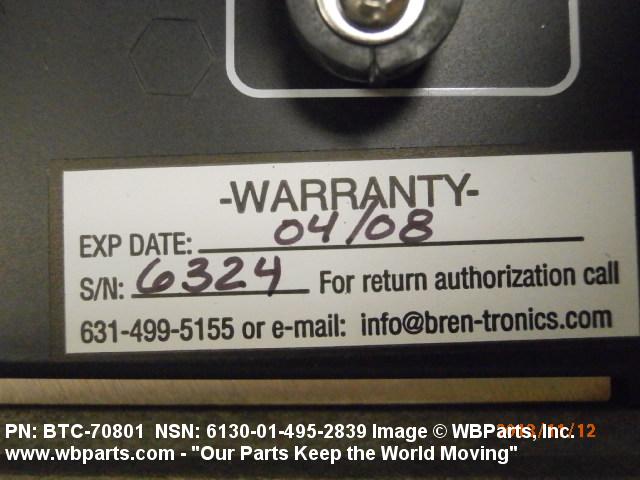 -WARRANTY-
EXP DATE: 04/08
S/N: 6324 For return authorization call
631-499-5155 or e-mail: info@bren-tronics.com
PN: BTC-70801 NSN: 6130-01-495-2839 Image © WBParts, Inc.
www.wbparts.com - "Our Parts Keep the World Moving"